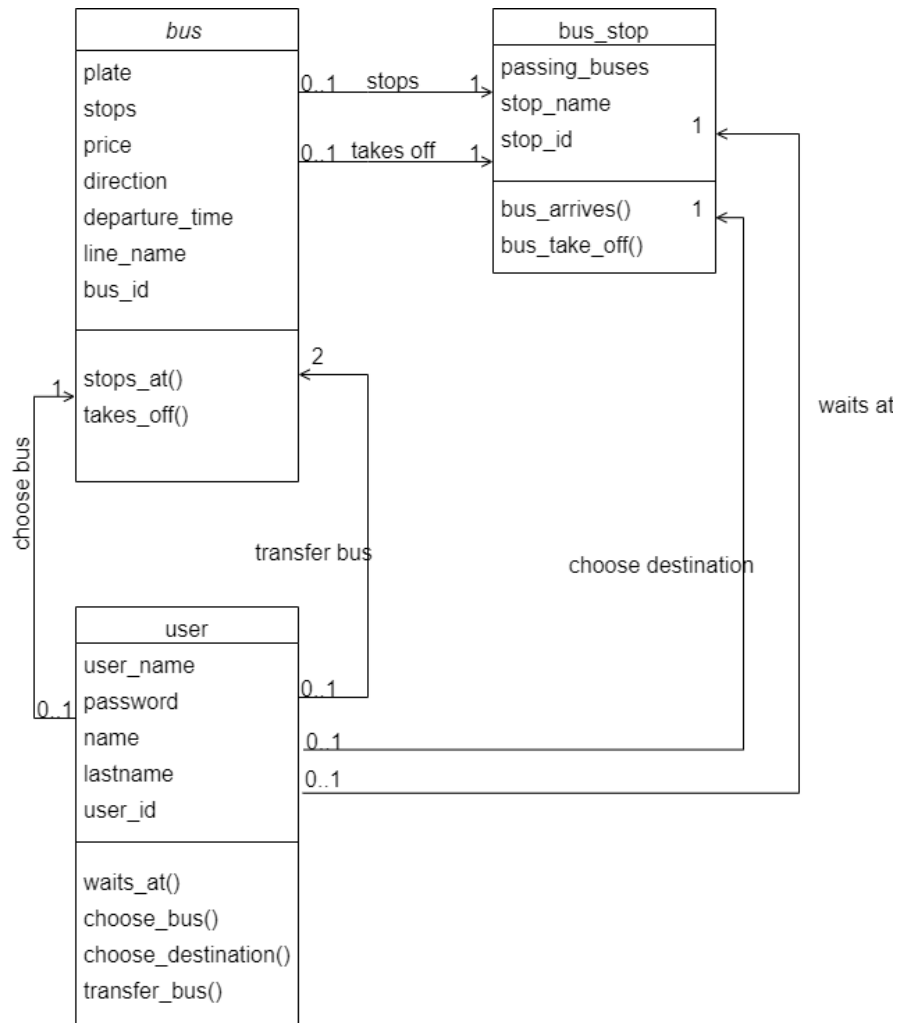 bus
plate
stops
price
direction
departure_time
line_name
bus_id
stops_at()
takes_off()
bus_stop
passing_buses
stop_name
stop_id
bus_arrives()
bus_take_off()
0..1 stops 1
0..1 takes off 1
1
1
waits at
2
1
choose bus
transfer bus
choose destination
user
user_name
password
name
lastname
user_id
waits_at()
choose_bus()
choose_destination()
transfer_bus()
0..1
0..1
0..1
0..1